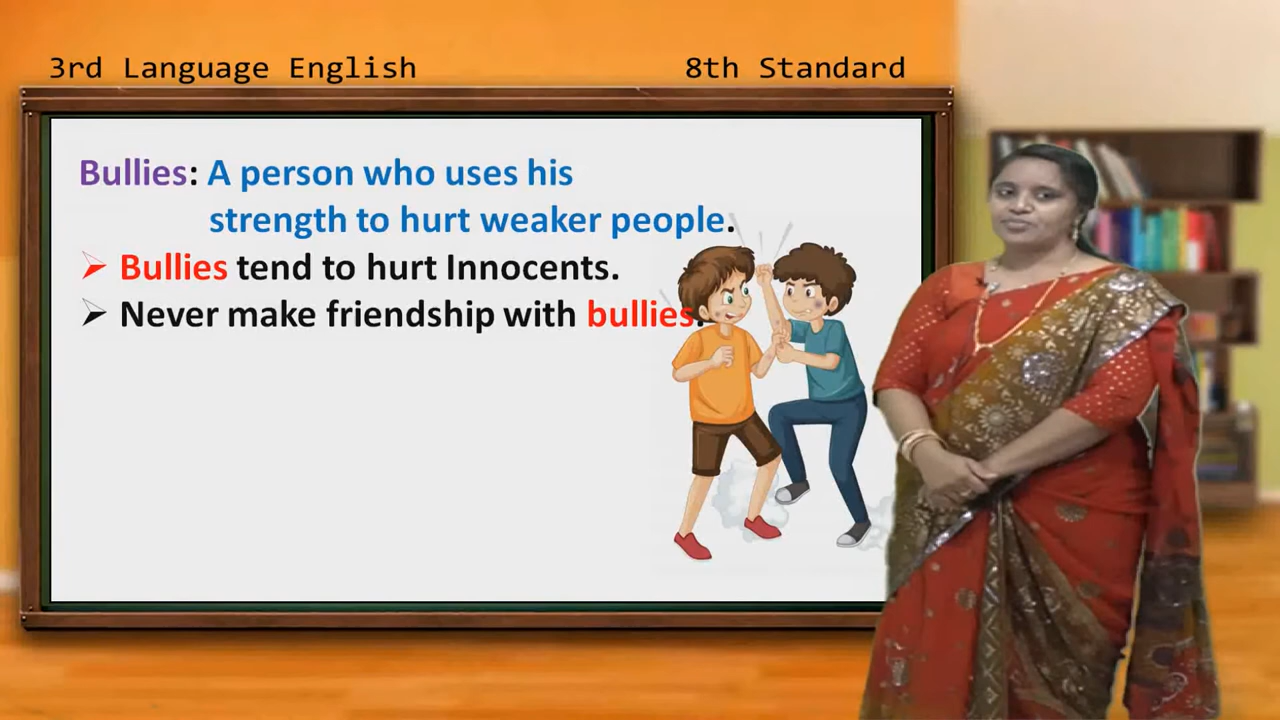 3rd Language English
8th Standard
Bullies: A person who uses his
strength to hurt weaker people.
Bullies tend to hurt Innocents.
Never make friendship with bullies.